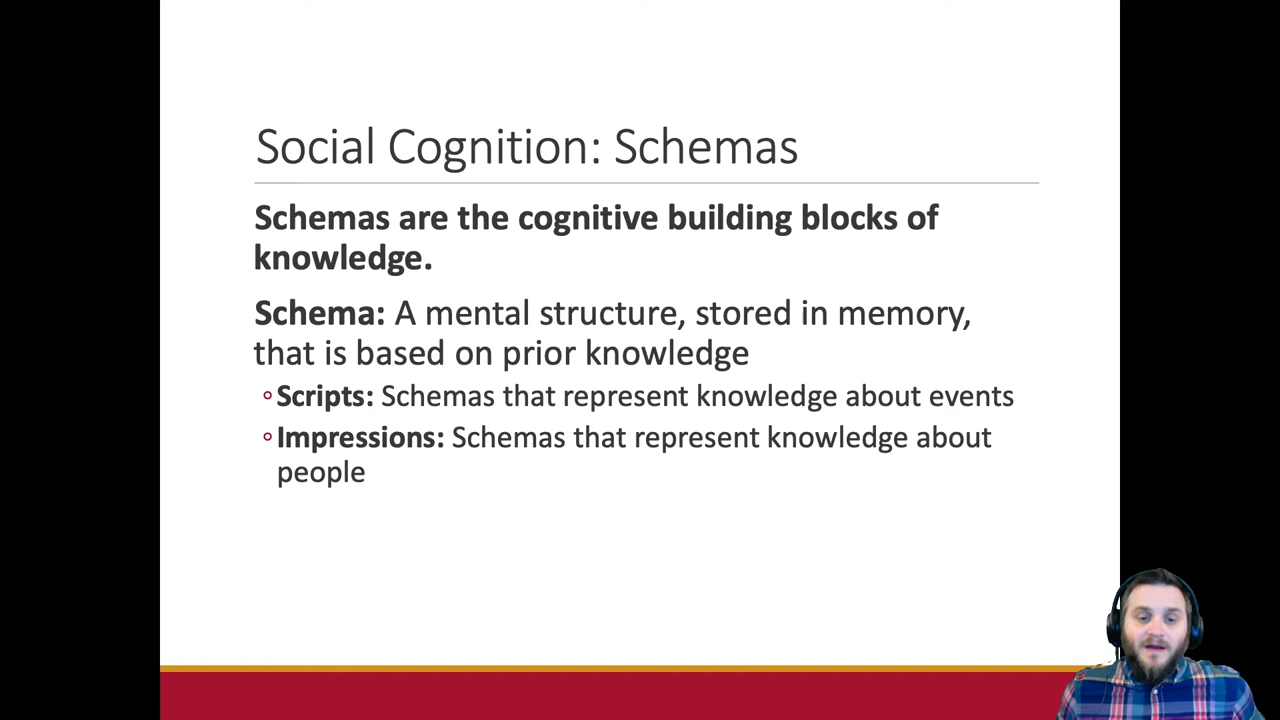 Social Cognition: Schemas
Schemas are the cognitive building blocks of
knowledge.
Schema: A mental structure, stored in memory,
that is based on prior knowledge
◦Scripts: Schemas that represent knowledge about events
◦Impressions: Schemas that represent knowledge about
people